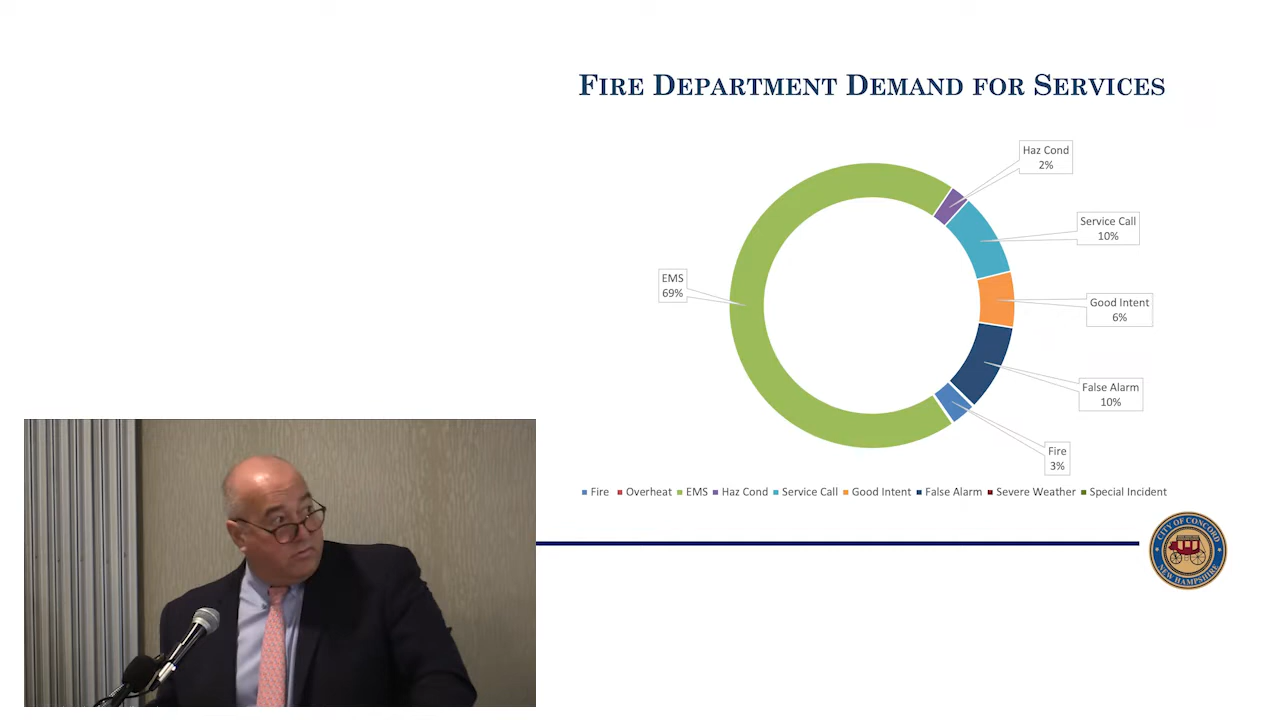 FIRE DEPARTMENT DEMAND FOR SERVICES
Haz Cond
2%
Service Call
10%
EMS
69%
Good Intent
6%
False Alarm
10%
Fire
3%
Fire Overheat EMS Haz Cond Service Call Good Intent False Alarm Severe Weather Special Incident
CITY OF CONCORD
NEW HAMPSHIRE